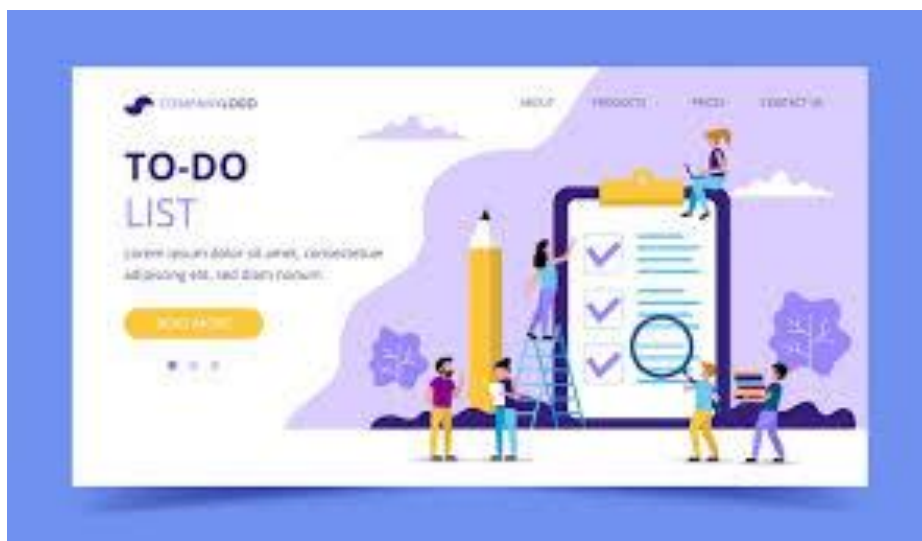 COMPANYLOGO
ABOUT PRODUCTS PRICES CONTACT US
TO-DO
LIST
Lorem ipsum dolor sit amet, consectetuer
adipiscing elit, sed diam nonum
READ MORE